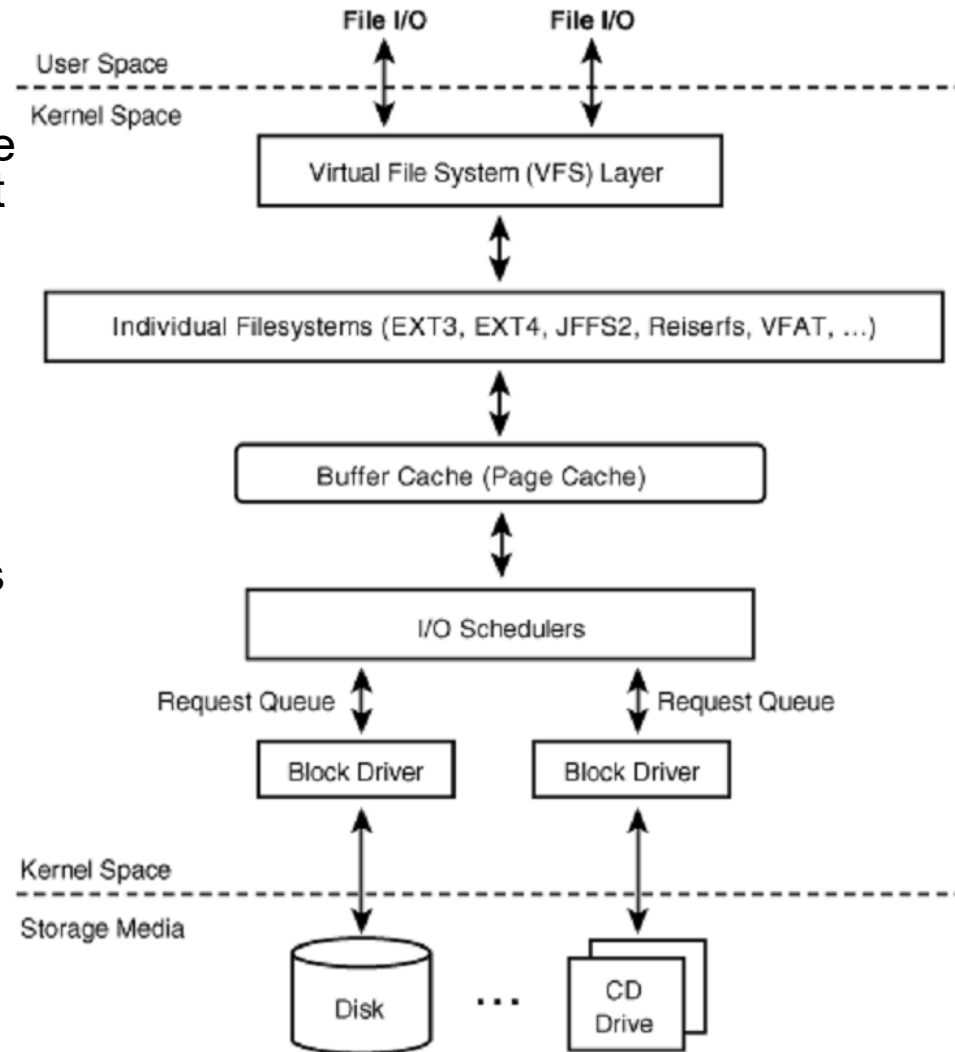 File I/O File I/O
User Space
Kernel Space
e
t
Virtual File System (VFS) Layer
Individual Filesystems (EXT3, EXT4, JFFS2, Reiserfs, VFAT, ...)
Buffer Cache (Page Cache)
s
I/O Schedulers
Request Queue Request Queue
Block Driver Block Driver
Kernel Space
Storage Media
Disk ... CD
Drive